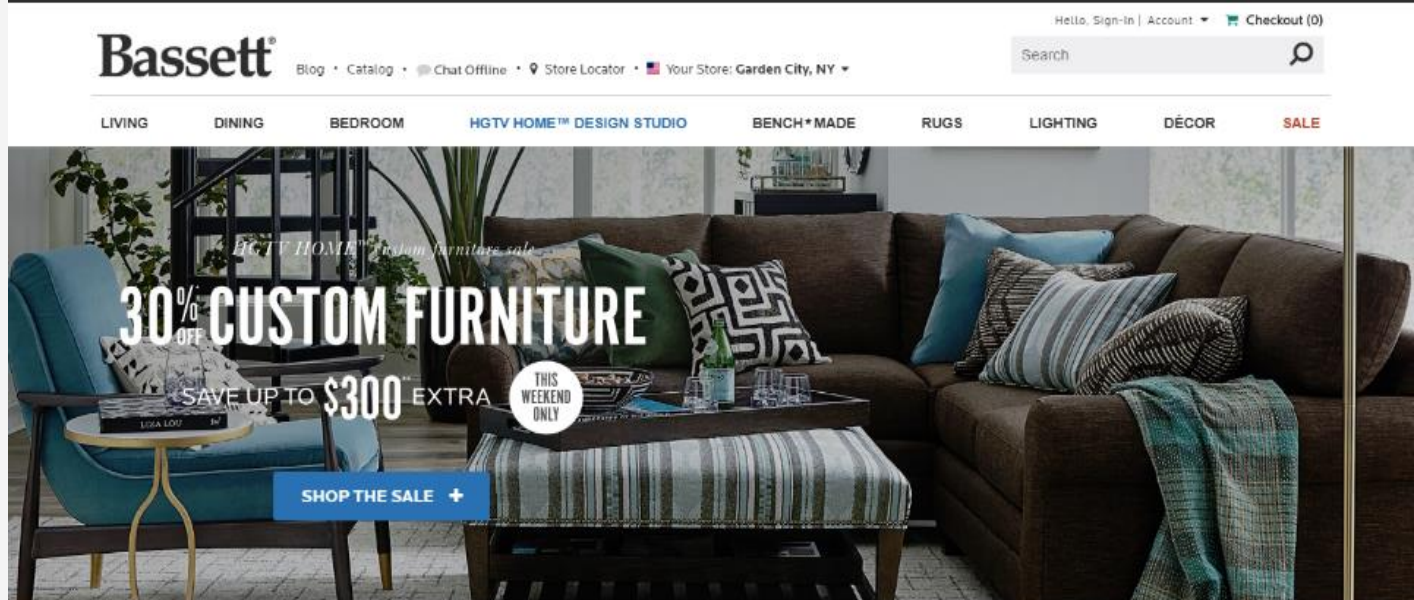 Hello, Sign-In | Account Checkout (0)
Bassett®
Blog • Catalog • Chat Offline • Store Locator • Your Store: Garden City, NY
Search
LIVING DINING BEDROOM HGTV HOME™ DESIGN STUDIO BENCH★MADE RUGS LIGHTING DÉCOR SALE
HGTV HOME™ custom furniture sale
30% OFF* CUSTOM FURNITURE
SAVE UP TO $300** EXTRA
THIS
WEEKEND
ONLY
LOIA LOU
SHOP THE SALE +